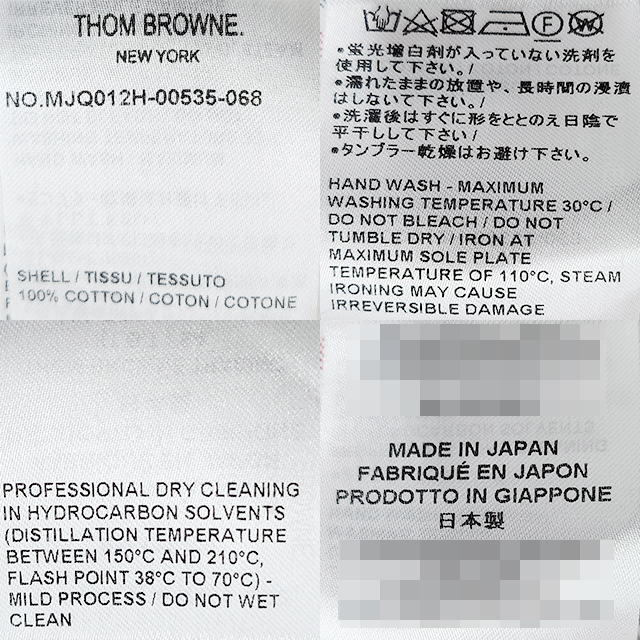 THOM BROWNE.
NEW YORK
NO.MJQ012H-00535-068
SHELL / TISSU / TESSUTO
100% COTTON / COTON / COTONE
•蛍光増白剤が入っていない洗剤を
使用して下さい。/
•濡れたままの放置や、長時間の浸漬
はしないで下さい。/
•洗濯後はすぐに形をととのえ日陰で
平干しして下さい/
•タンブラー乾燥はお避け下さい。
HAND WASH - MAXIMUM
WASHING TEMPERATURE 30°C /
DO NOT BLEACH / DO NOT
TUMBLE DRY / IRON AT
MAXIMUM SOLE PLATE
TEMPERATURE OF 110°C, STEAM
IRONING MAY CAUSE
IRREVERSIBLE DAMAGE
PROFESSIONAL DRY CLEANING
IN HYDROCARBON SOLVENTS
(DISTILLATION TEMPERATURE
BETWEEN 150°C AND 210°C,
FLASH POINT 38°C TO 70°C) -
MILD PROCESS / DO NOT WET
CLEAN
MADE IN JAPAN
FABRIQUÉ EN JAPON
PRODOTTO IN GIAPPONE
日本製